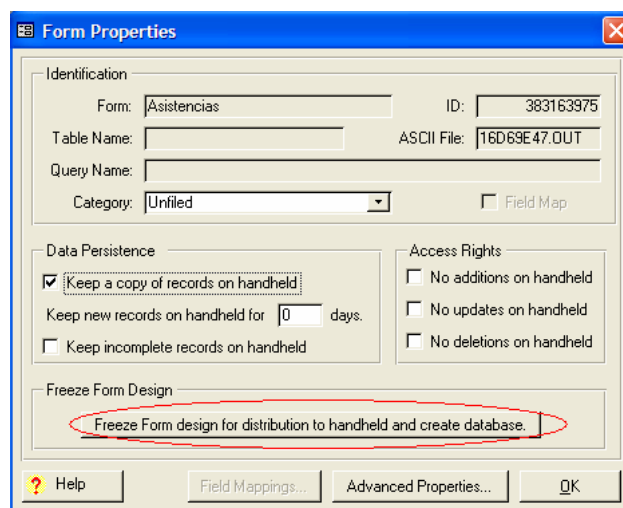 Form Properties
Identification
Form: Asistencias ID: 383163975
Table Name: ASCII File: 16D69E47.OUT
Query Name:
Category: Unfiled Field Map
Data Persistence Access Rights
Keep a copy of records on handheld No additions on handheld
Keep new records on handheld for 0 days. No updates on handheld
Keep incomplete records on handheld No deletions on handheld
Freeze Form Design
Freeze Form design for distribution to handheld and create database.
? Help Field Mappings... Advanced Properties... OK